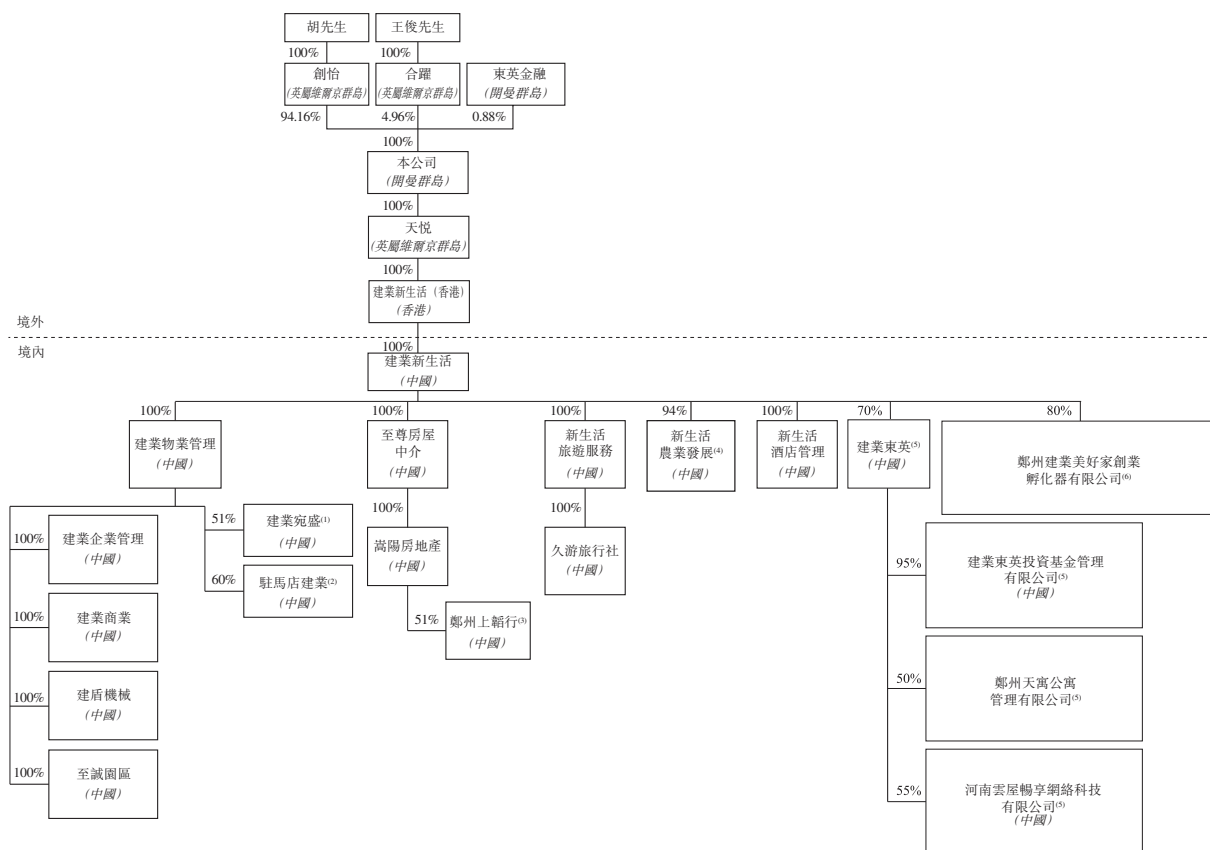 胡先生
王俊先生
100%
100%
創怡
(英屬維爾京群島)
合躍
(英屬維爾京群島)
東英金融
(開曼群島)
94.16%
4.96%
0.88%
100%
本公司
(開曼群島)
100%
天悦
(英屬維爾京群島)
100%
建業新生活（香港）
(香港)
境外
境內
100%
建業新生活
(中國)
100%
100%
100%
94%
100%
70%
80%
建業物業管理
(中國)
至尊房屋
中介
(中國)
新生活
旅遊服務
(中國)
新生活
農業發展(4)
(中國)
新生活
酒店管理
(中國)
建業東英(5)
(中國)
鄭州建業美好家創業
孵化器有限公司(6)
100%
建業企業管理
(中國)
51%
建業宛盛(1)
(中國)
60%
駐馬店建業(2)
(中國)
100%
建業商業
(中國)
100%
建盾機械
(中國)
100%
至誠園區
(中國)
100%
嵩陽房地產
(中國)
51%
鄭州上韜行(3)
(中國)
100%
久游旅行社
(中國)
95%
建業東英投資基金管理
有限公司(5)
(中國)
50%
鄭州天寓公寓
管理有限公司(5)
55%
河南雲屋暢享網絡科技
有限公司(5)
(中國)